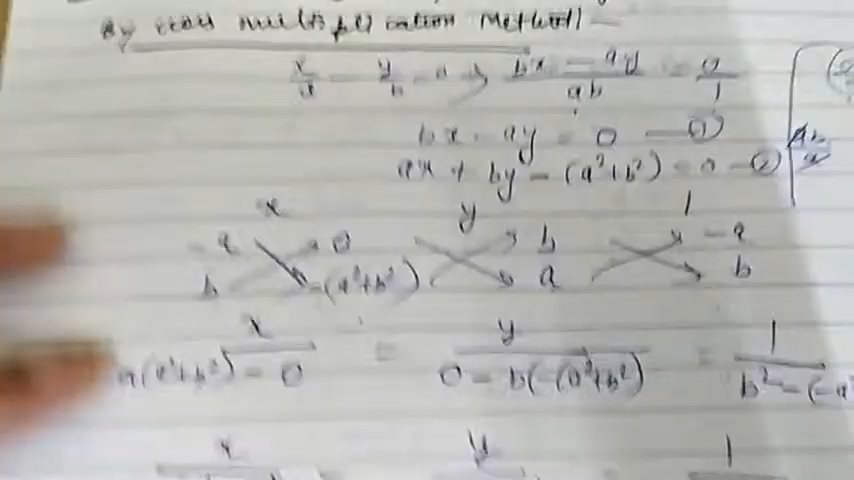 By cross multiplication Method:-
x/a - y/b = 0 → bx - ay/ab = 0/1
bx - ay = 0 —①
ax + by - (a²+b²) = 0 —②
x y 1
-a 0 b -a
b -(a²+b²) a b
x/a(a²+b²) - 0 = y/0 - b(-(a²+b²)) = 1/b² - (-a²
x y 1